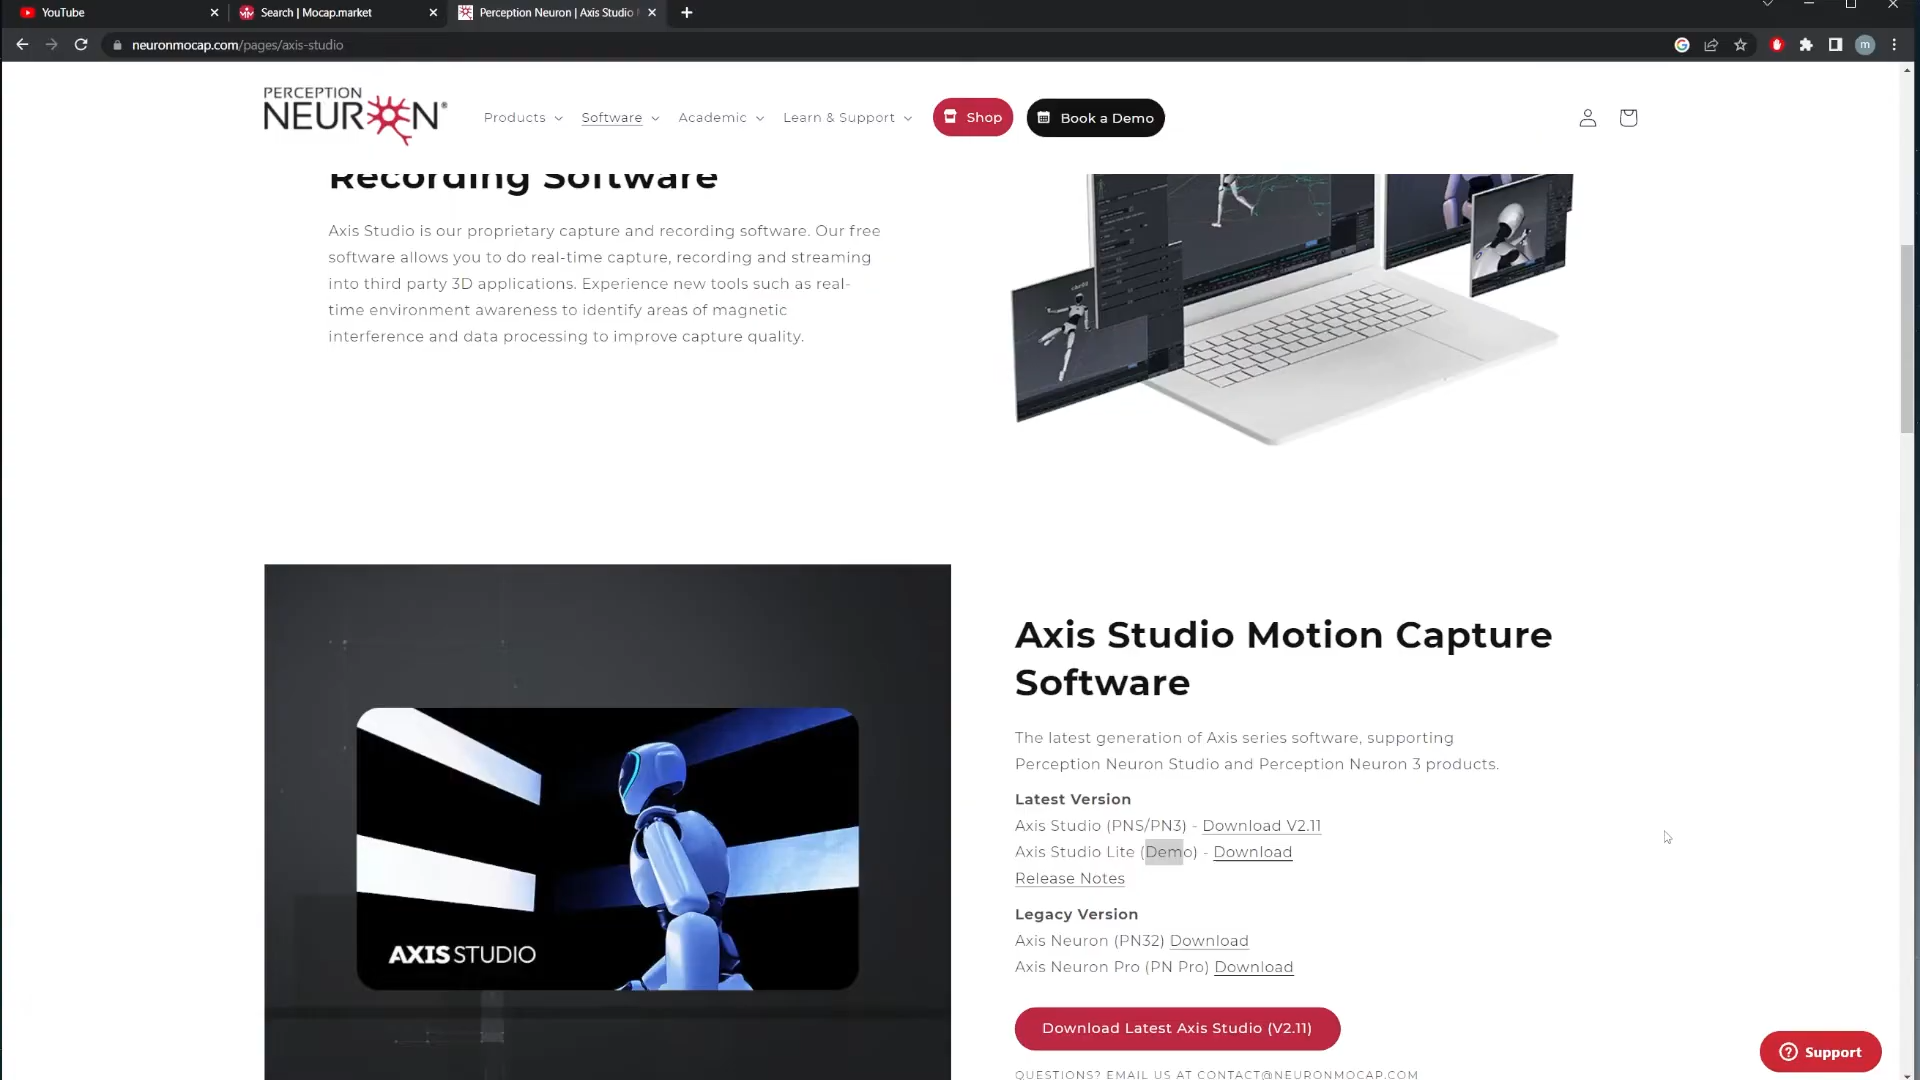 YouTube
Search | Mocap.market
Perception Neuron | Axis Studio
neuronmocap.com/pages/axis-studio
m
PERCEPTION
NEURON®
Products
Software
Academic
Learn & Support
Shop
Book a Demo
Recording Software
Axis Studio is our proprietary capture and recording software. Our free
software allows you to do real-time capture, recording and streaming
into third party 3D applications. Experience new tools such as real-
time environment awareness to identify areas of magnetic
interference and data processing to improve capture quality.
AXIS STUDIO
Axis Studio Motion Capture
Software
The latest generation of Axis series software, supporting
Perception Neuron Studio and Perception Neuron 3 products.
Latest Version
Axis Studio (PNS/PN3) - Download V2.11
Axis Studio Lite (Demo) - Download
Release Notes
Legacy Version
Axis Neuron (PN32) Download
Axis Neuron Pro (PN Pro) Download
Download Latest Axis Studio (V2.11)
QUESTIONS? EMAIL US AT CONTACT@NEURONMOCAP.COM
Support